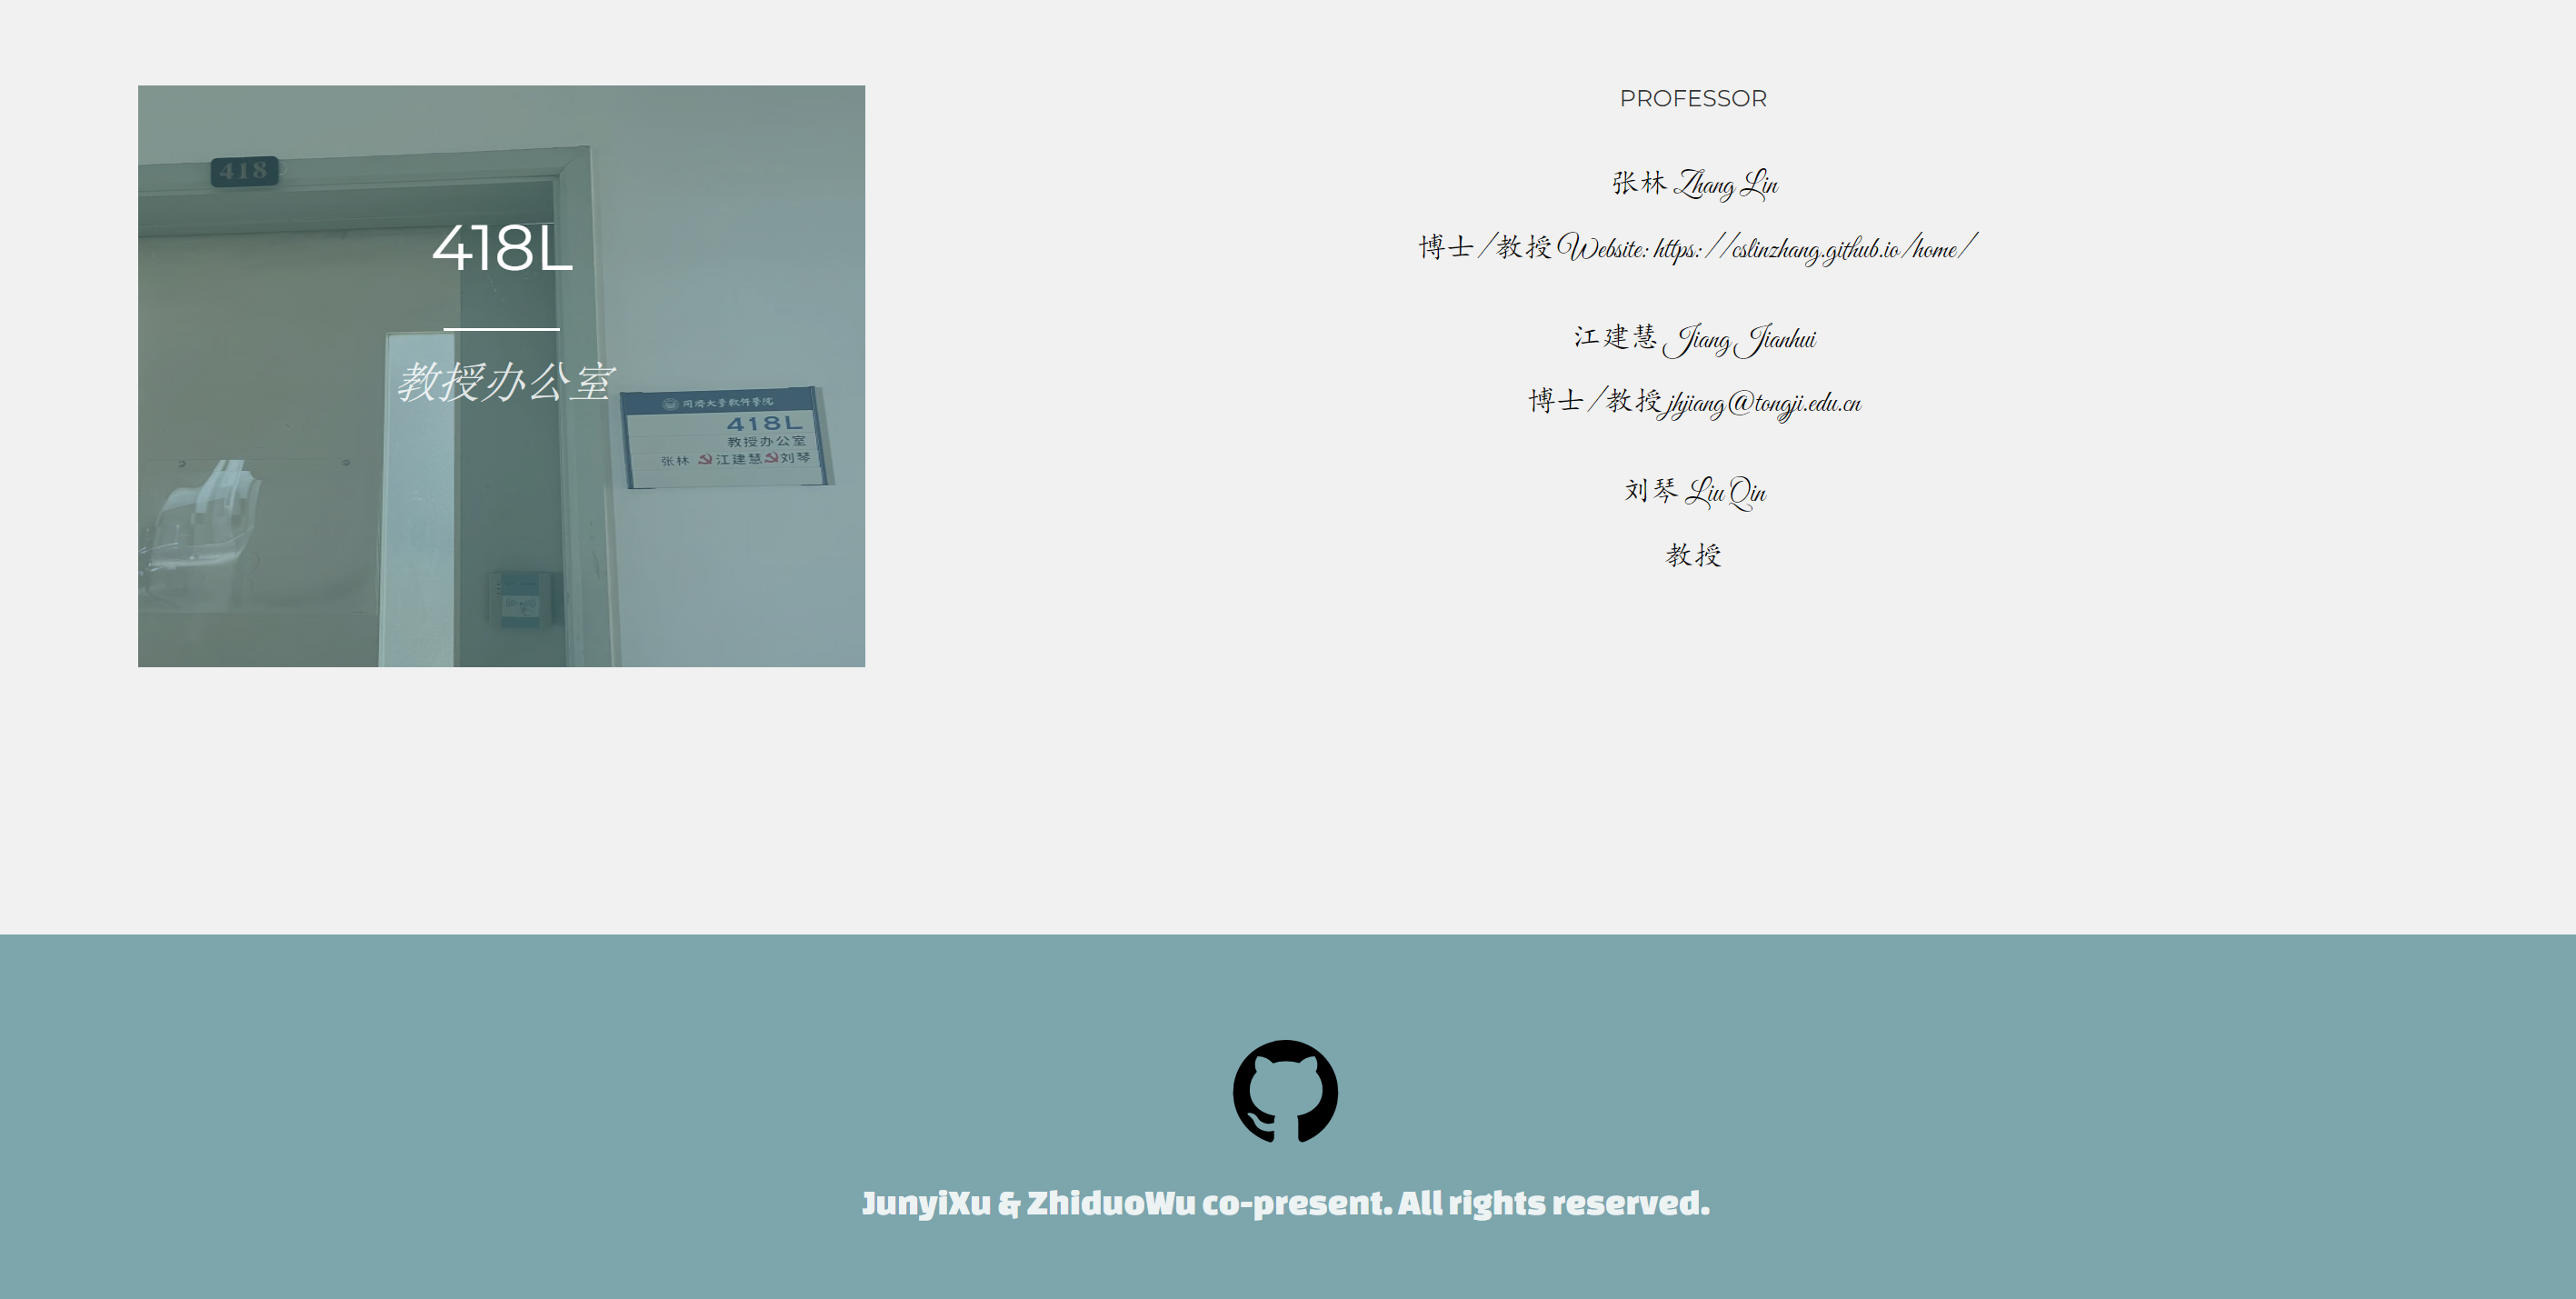 418
418L
教授办公室
同济大学软件学院
418L
教授办公室
张林 江建慧 刘琴
PROFESSOR
张林 Zhang Lin
博士/教授 Website: https://cslinzhang.github.io/home/
江建慧 Jiang Jianhui
博士/教授 jhjiang@tongji.edu.cn
刘琴 Liu Qin
教授
JunyiXu & ZhiduoWu co-present. All rights reserved.